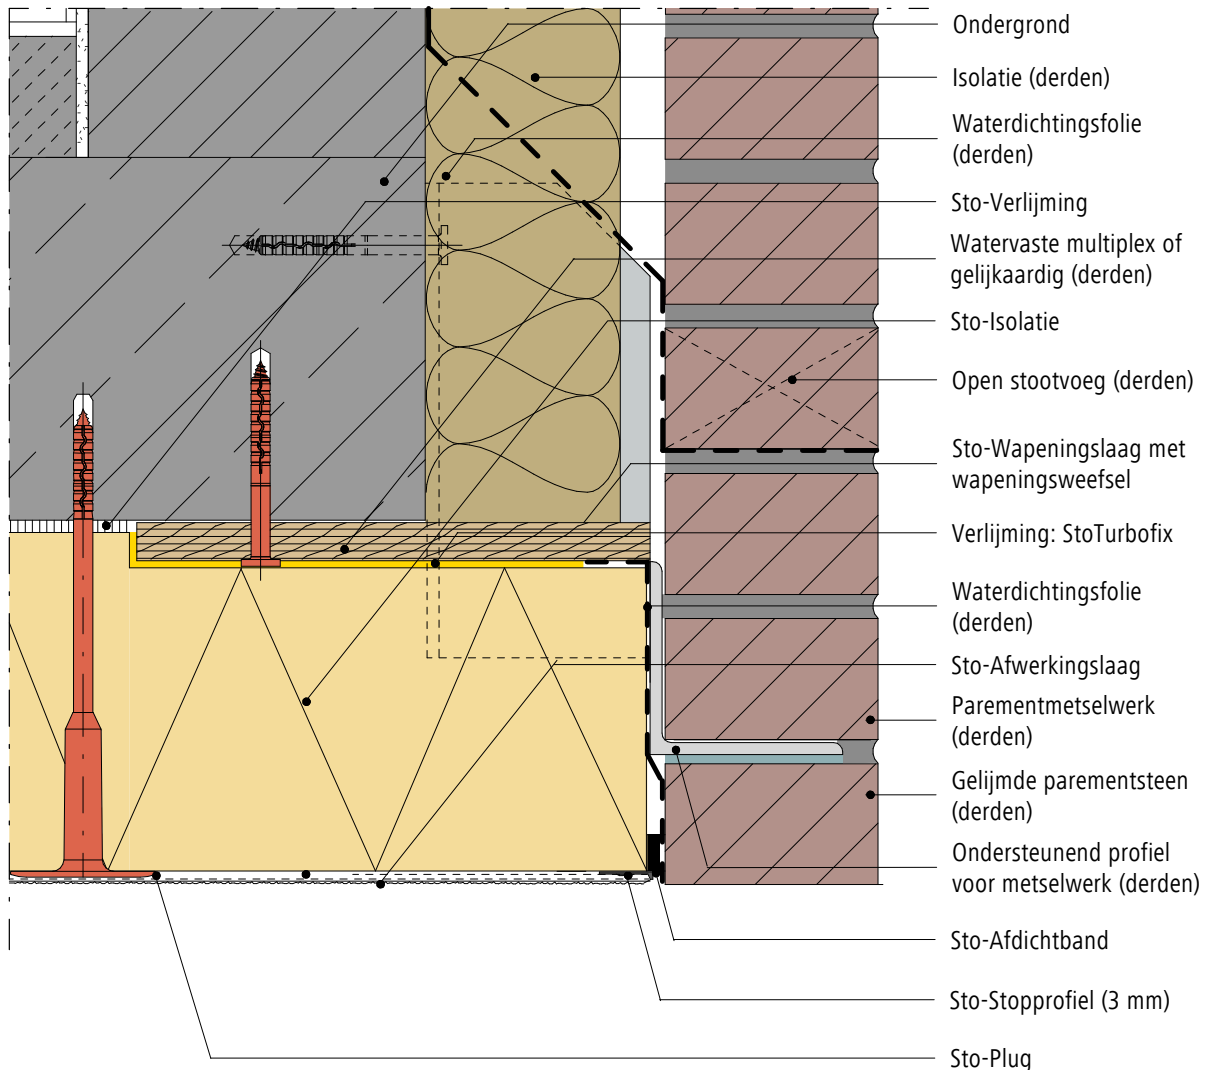 Ondergrond
Isolatie (derden)
Waterdichtingsfolie
(derden)
Sto-Verlijming
Watervaste multiplex of
gelijkaardig (derden)
Sto-Isolatie
Open stootvoeg (derden)
Sto-Wapeningslaag met
wapeningsweefsel
Verlijming: StoTurbofix
Waterdichtingsfolie
(derden)
Sto-Afwerkingslaag
Parementmetselwerk
(derden)
Gelijmde parementsteen
(derden)
Ondersteunend profiel
voor metselwerk (derden)
Sto-Afdichtband
Sto-Stopprofiel (3 mm)
Sto-Plug